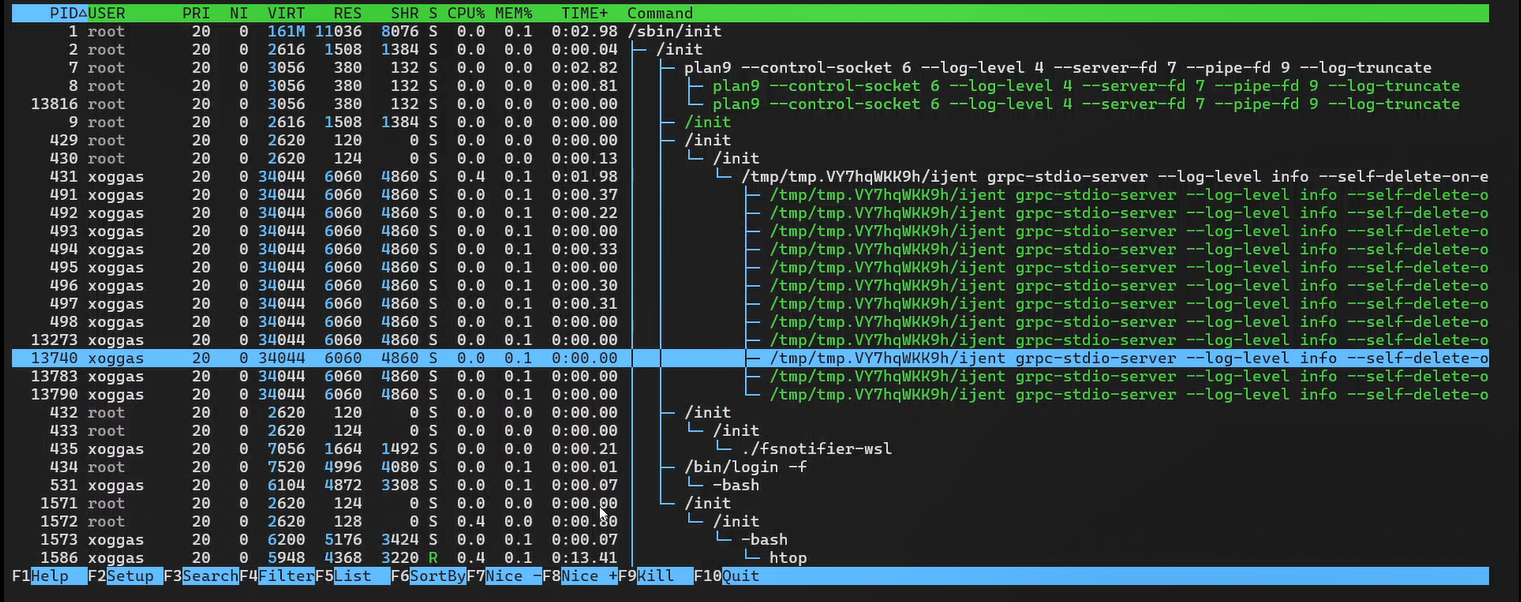 PID△USER PRI NI VIRT RES SHR S CPU% MEM% TIME+ Command
1 root 20 0 161M 11036 8076 S 0.0 0.1 0:02.98 /sbin/init
2 root 20 0 2616 1508 1384 S 0.0 0.0 0:00.04 ├─ /init
7 root 20 0 3056 380 132 S 0.0 0.0 0:02.82 │ ├─ plan9 --control-socket 6 --log-level 4 --server-fd 7 --pipe-fd 9 --log-truncate
8 root 20 0 3056 380 132 S 0.0 0.0 0:00.81 │ │ ├─ plan9 --control-socket 6 --log-level 4 --server-fd 7 --pipe-fd 9 --log-truncate
13816 root 20 0 3056 380 132 S 0.0 0.0 0:00.00 │ │ └─ plan9 --control-socket 6 --log-level 4 --server-fd 7 --pipe-fd 9 --log-truncate
9 root 20 0 2616 1508 1384 S 0.0 0.0 0:00.00 │ ├─ /init
429 root 20 0 2620 120 0 S 0.0 0.0 0:00.00 │ ├─ /init
430 root 20 0 2620 124 0 S 0.0 0.0 0:00.13 │ │ └─ /init
431 xoggas 20 0 34044 6060 4860 S 0.4 0.1 0:01.98 │ │ └─ /tmp/tmp.VY7hqWKK9h/ijent grpc-stdio-server --log-level info --self-delete-on-e
491 xoggas 20 0 34044 6060 4860 S 0.0 0.1 0:00.37 │ │ ├─ /tmp/tmp.VY7hqWKK9h/ijent grpc-stdio-server --log-level info --self-delete-o
492 xoggas 20 0 34044 6060 4860 S 0.0 0.1 0:00.22 │ │ ├─ /tmp/tmp.VY7hqWKK9h/ijent grpc-stdio-server --log-level info --self-delete-o
493 xoggas 20 0 34044 6060 4860 S 0.0 0.1 0:00.00 │ │ ├─ /tmp/tmp.VY7hqWKK9h/ijent grpc-stdio-server --log-level info --self-delete-o
494 xoggas 20 0 34044 6060 4860 S 0.0 0.1 0:00.33 │ │ ├─ /tmp/tmp.VY7hqWKK9h/ijent grpc-stdio-server --log-level info --self-delete-o
495 xoggas 20 0 34044 6060 4860 S 0.0 0.1 0:00.00 │ │ ├─ /tmp/tmp.VY7hqWKK9h/ijent grpc-stdio-server --log-level info --self-delete-o
496 xoggas 20 0 34044 6060 4860 S 0.0 0.1 0:00.30 │ │ ├─ /tmp/tmp.VY7hqWKK9h/ijent grpc-stdio-server --log-level info --self-delete-o
497 xoggas 20 0 34044 6060 4860 S 0.0 0.1 0:00.31 │ │ ├─ /tmp/tmp.VY7hqWKK9h/ijent grpc-stdio-server --log-level info --self-delete-o
498 xoggas 20 0 34044 6060 4860 S 0.0 0.1 0:00.00 │ │ ├─ /tmp/tmp.VY7hqWKK9h/ijent grpc-stdio-server --log-level info --self-delete-o
13273 xoggas 20 0 34044 6060 4860 S 0.0 0.1 0:00.00 │ │ ├─ /tmp/tmp.VY7hqWKK9h/ijent grpc-stdio-server --log-level info --self-delete-o
13740 xoggas 20 0 34044 6060 4860 S 0.0 0.1 0:00.00 │ │ ├─ /tmp/tmp.VY7hqWKK9h/ijent grpc-stdio-server --log-level info --self-delete-o
13783 xoggas 20 0 34044 6060 4860 S 0.0 0.1 0:00.00 │ │ ├─ /tmp/tmp.VY7hqWKK9h/ijent grpc-stdio-server --log-level info --self-delete-o
13790 xoggas 20 0 34044 6060 4860 S 0.0 0.1 0:00.00 │ │ └─ /tmp/tmp.VY7hqWKK9h/ijent grpc-stdio-server --log-level info --self-delete-o
432 root 20 0 2620 120 0 S 0.0 0.0 0:00.00 │ ├─ /init
433 root 20 0 2620 124 0 S 0.0 0.0 0:00.00 │ │ └─ /init
435 xoggas 20 0 7056 1664 1492 S 0.0 0.0 0:00.21 │ │ └─ ./fsnotifier-wsl
434 root 20 0 7520 4996 4080 S 0.0 0.1 0:00.01 │ ├─ /bin/login -f
531 xoggas 20 0 6104 4872 3308 S 0.0 0.1 0:00.07 │ │ └─ -bash
1571 root 20 0 2620 124 0 S 0.0 0.0 0:00.00 │ └─ /init
1572 root 20 0 2620 128 0 S 0.4 0.0 0:00.80 │ └─ /init
1573 xoggas 20 0 6200 5176 3424 S 0.0 0.1 0:00.07 │ └─ -bash
1586 xoggas 20 0 5948 4368 3220 R 0.4 0.1 0:13.41 │ └─ htop
F1Help F2Setup F3SearchF4FilterF5List F6SortByF7Nice -F8Nice +F9Kill F10Quit